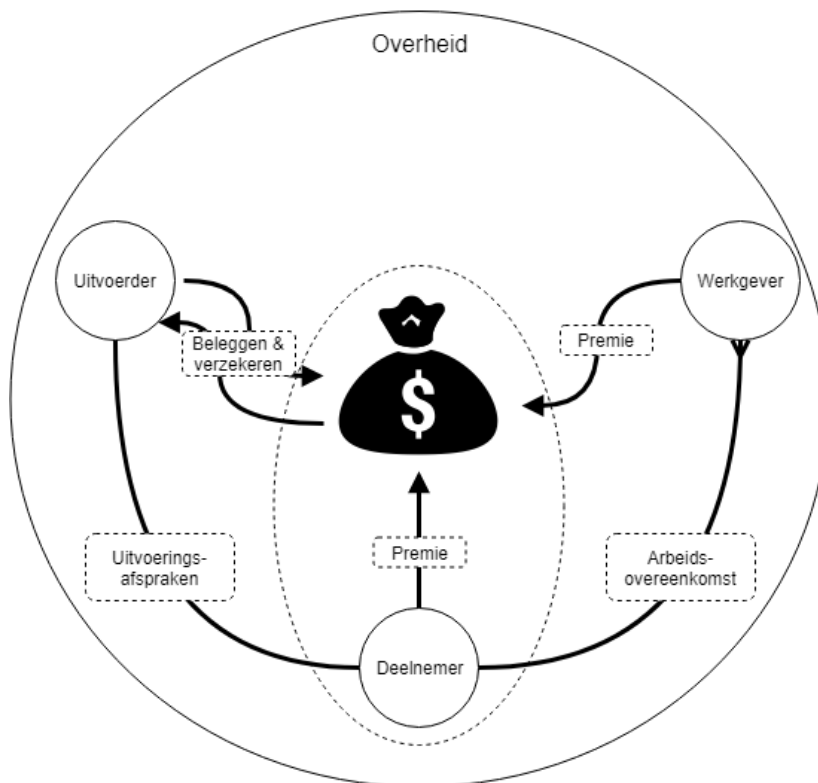 Overheid
Uitvoerder
Werkgever
Beleggen &
verzekeren
Premie
$
Premie
Uitvoerings-
afspraken
Arbeids-
overeenkomst
Deelnemer